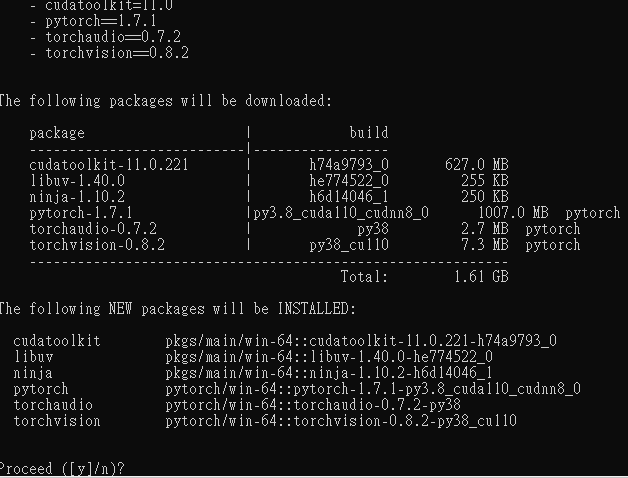 - cudatoolkit=11.0
- pytorch==1.7.1
- torchaudio==0.7.2
- torchvision==0.8.2
The following packages will be downloaded:
package | build
---------------------------|-----------------
cudatoolkit-11.0.221 | h74a9793_0 627.0 MB
libuv-1.40.0 | he774522_0 255 KB
ninja-1.10.2 | h6d14046_1 250 KB
pytorch-1.7.1 |py3.8_cuda110_cudnn8_0 1007.0 MB pytorch
torchaudio-0.7.2 | py38 2.7 MB pytorch
torchvision-0.8.2 | py38_cu110 7.3 MB pytorch
------------------------------------------------------------
Total: 1.61 GB
The following NEW packages will be INSTALLED:
cudatoolkit pkgs/main/win-64::cudatoolkit-11.0.221-h74a9793_0
libuv pkgs/main/win-64::libuv-1.40.0-he774522_0
ninja pkgs/main/win-64::ninja-1.10.2-h6d14046_1
pytorch pytorch/win-64::pytorch-1.7.1-py3.8_cuda110_cudnn8_0
torchaudio pytorch/win-64::torchaudio-0.7.2-py38
torchvision pytorch/win-64::torchvision-0.8.2-py38_cu110
Proceed ([y]/n)?